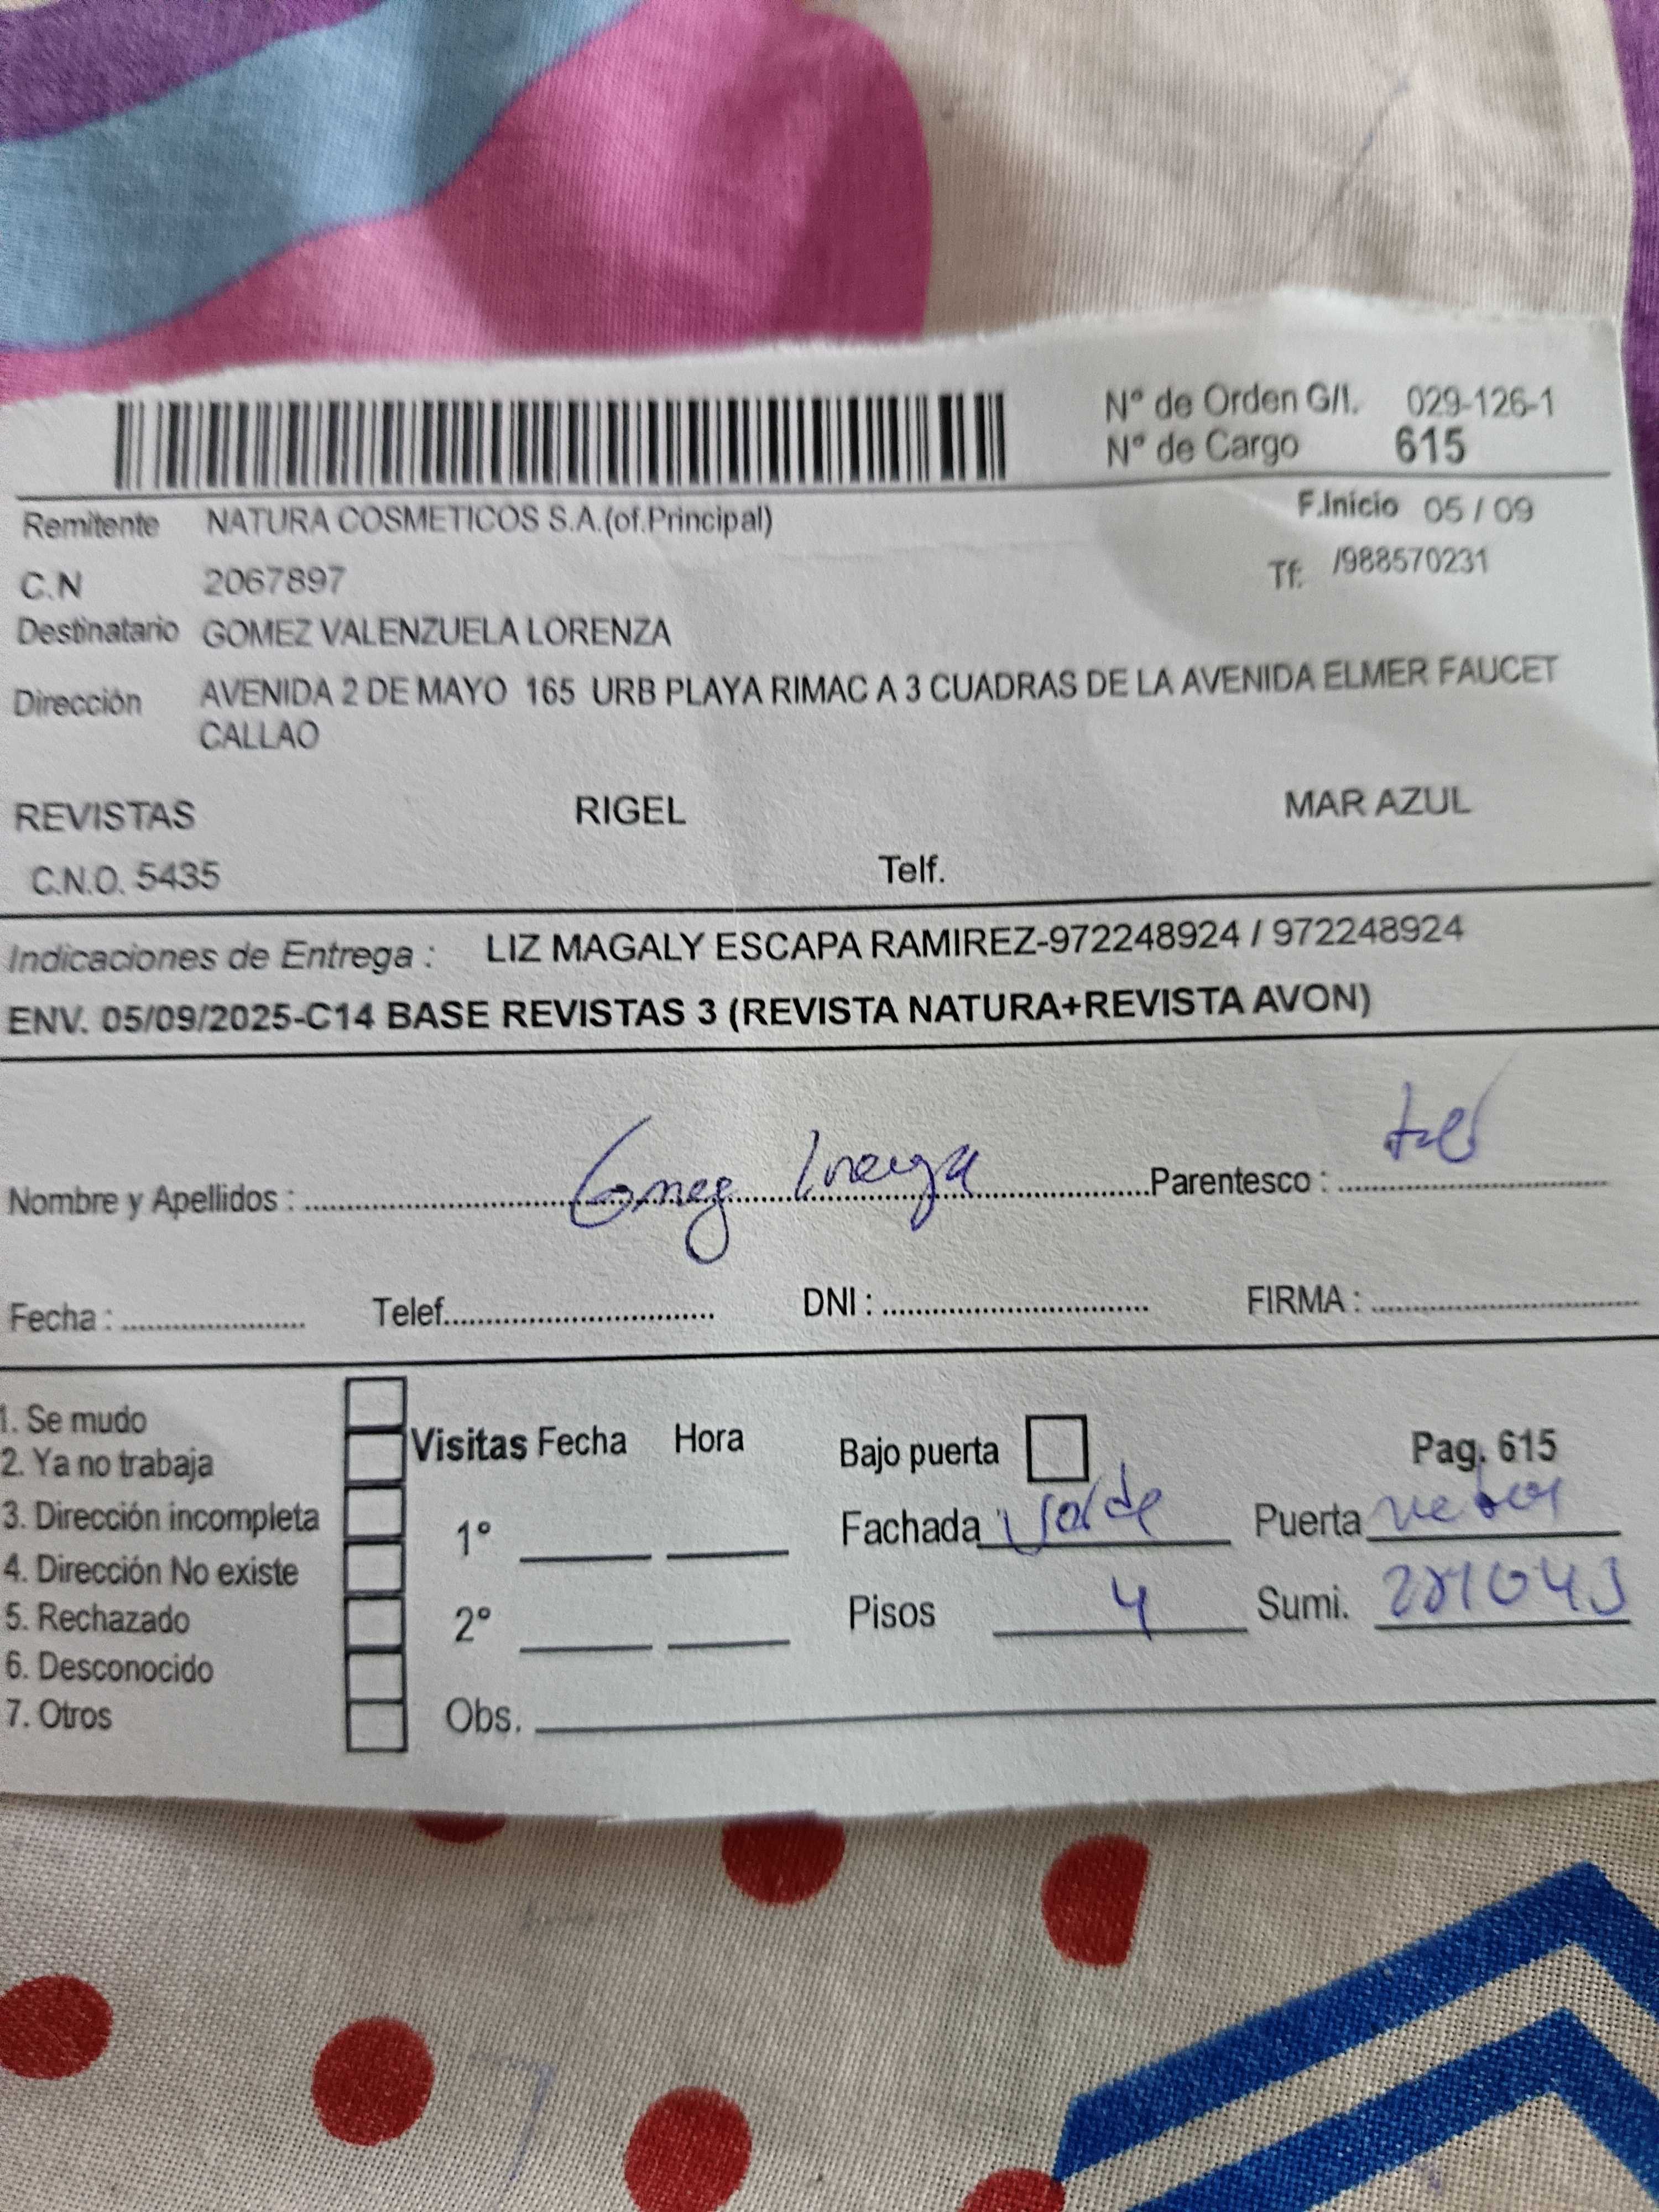 N° de Orden G/I. 029-126-1
N° de Cargo 615
Remitente NATURA COSMETICOS S.A.(of.Principal) F.Inicio 05 / 09
C.N 2067897 Tf: /988570231
Destinatario GOMEZ VALENZUELA LORENZA
Dirección AVENIDA 2 DE MAYO 165 URB PLAYA RIMAC A 3 CUADRAS DE LA AVENIDA ELMER FAUCET
CALLAO
REVISTAS RIGEL MAR AZUL
C.N.O. 5435 Telf.
Indicaciones de Entrega : LIZ MAGALY ESCAPA RAMIREZ-972248924 / 972248924
ENV. 05/09/2025-C14 BASE REVISTAS 3 (REVISTA NATURA+REVISTA AVON)
Nombre y Apellidos : Gomez Parentesco :
Fecha : Telef. DNI : FIRMA :
1. Se mudo
2. Ya no trabaja
3. Dirección incompleta
4. Dirección No existe
5. Rechazado
6. Desconocido
7. Otros
Visitas Fecha Hora
1°
2°
Obs.
Bajo puerta Pag. 615
Fachada Puerta
Pisos 4 Sumi.